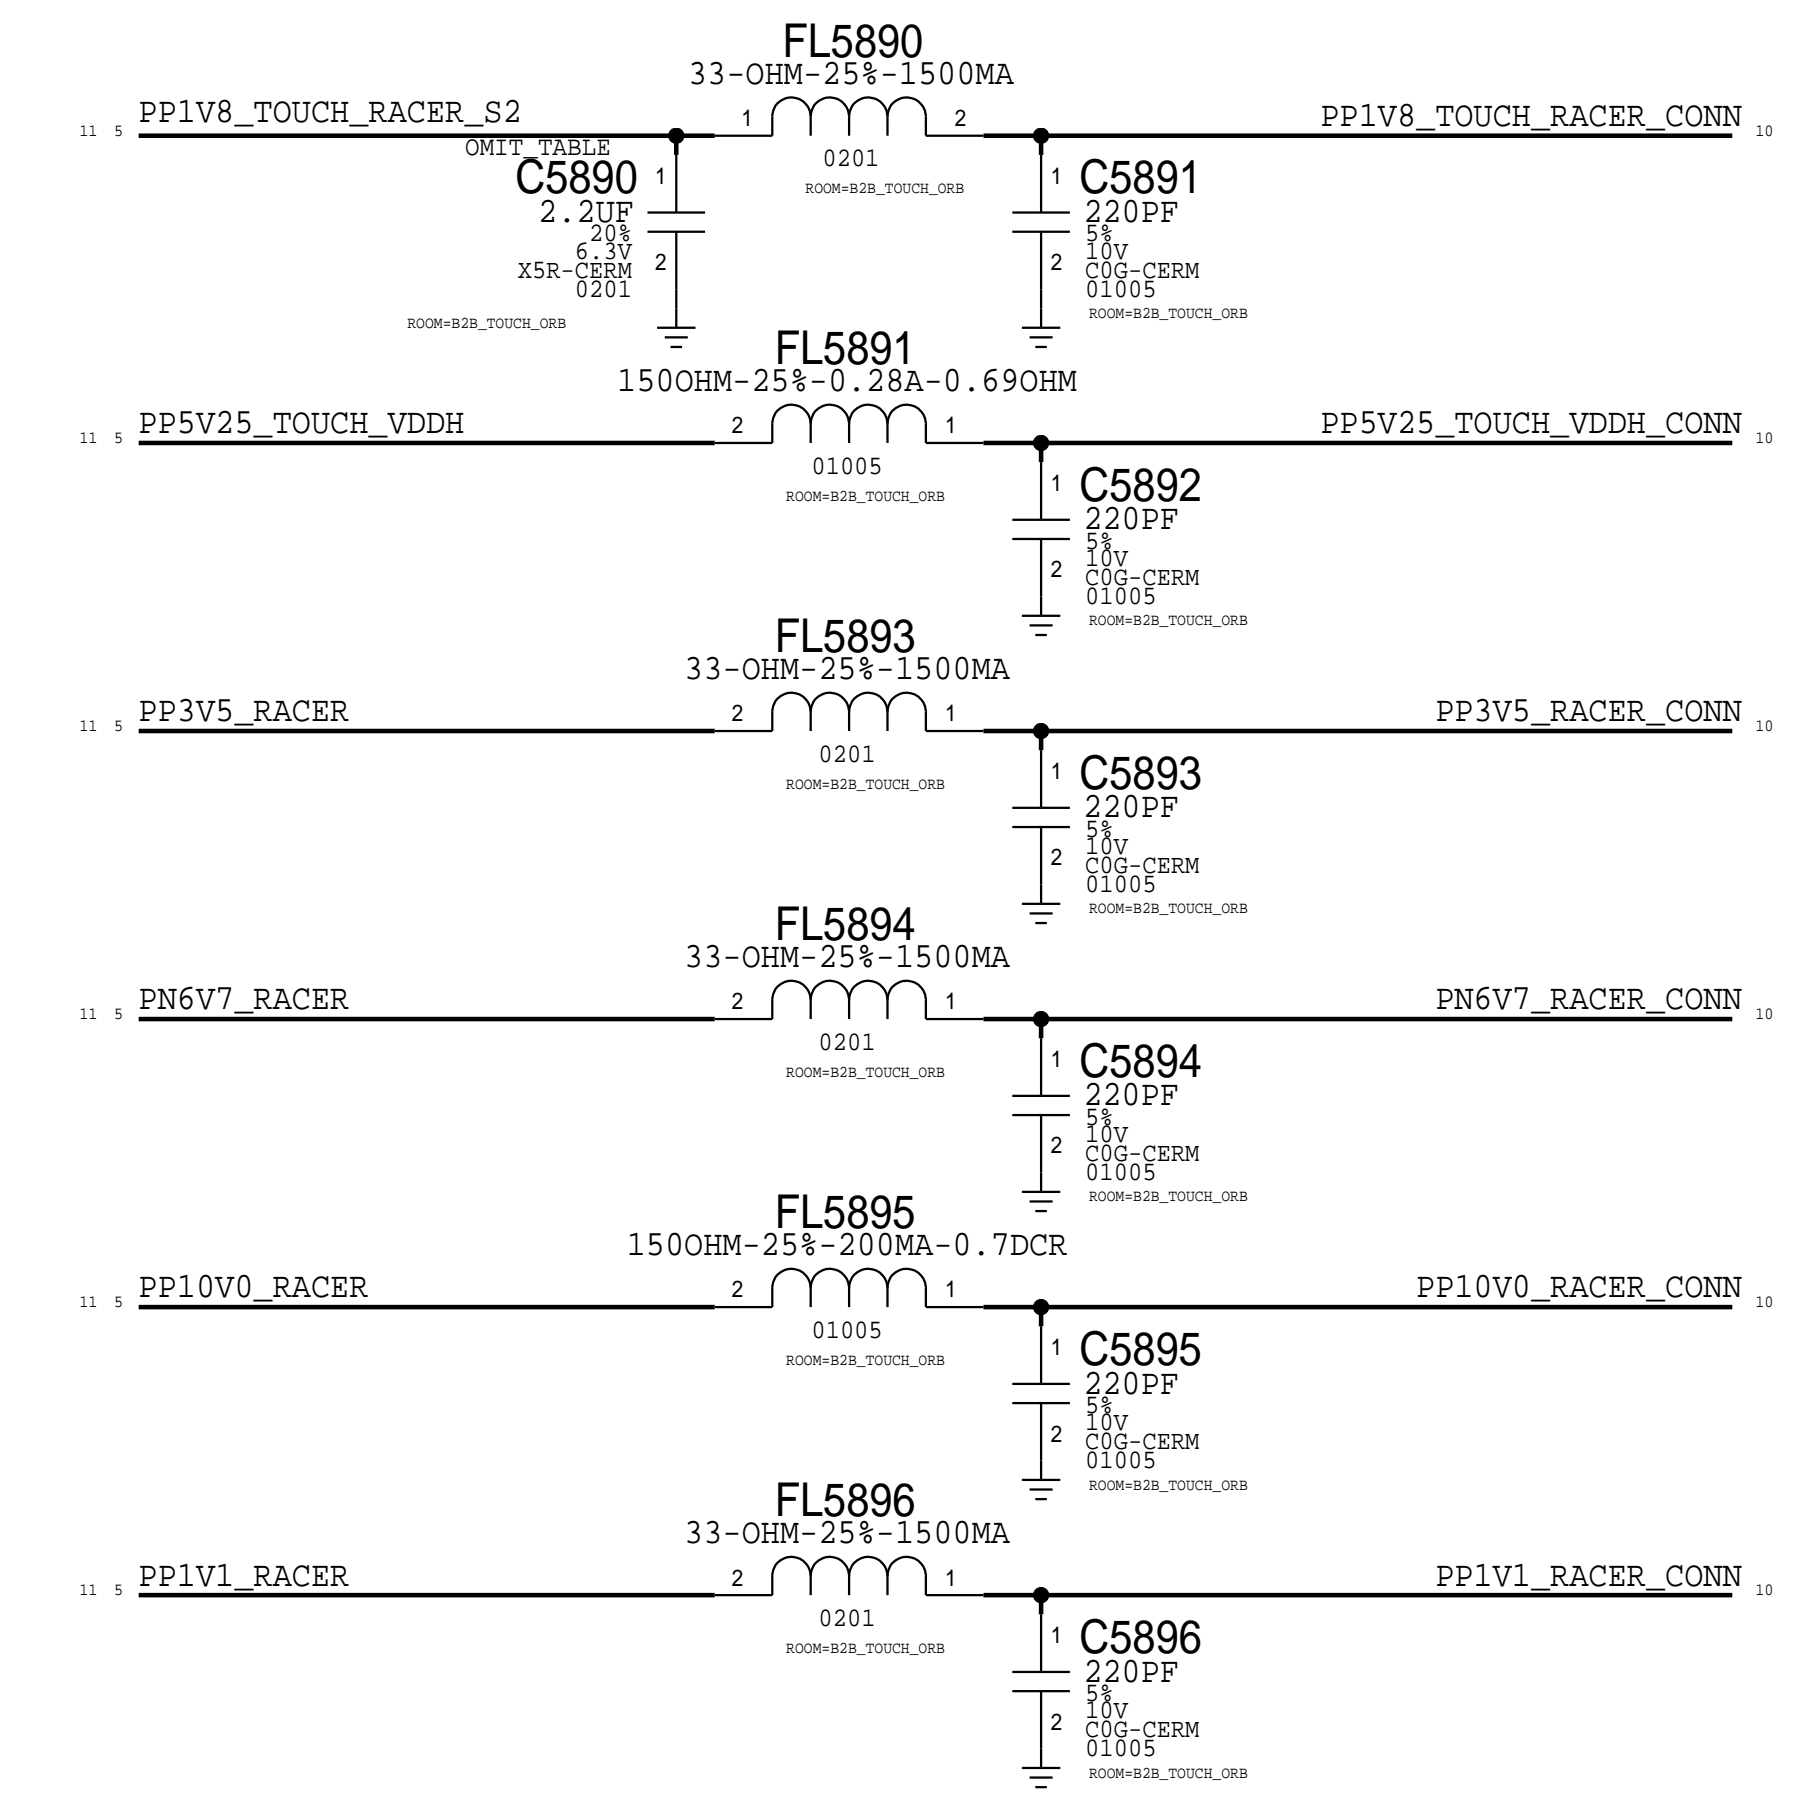 FL5890
33-OHM-25%-1500MA
PP1V8_TOUCH_RACER_S2
1
2
PP1V8_TOUCH_RACER_CONN
11 5
10
OMIT_TABLE
0201
ROOM=B2B_TOUCH_ORB
C5890
1
2.2UF
20%
6.3V
X5R-CERM
2
0201
ROOM=B2B_TOUCH_ORB
1
C5891
220PF
5%
10V
2
C0G-CERM
01005
ROOM=B2B_TOUCH_ORB
FL5891
150OHM-25%-0.28A-0.69OHM
PP5V25_TOUCH_VDDH
2
1
PP5V25_TOUCH_VDDH_CONN
11 5
10
01005
ROOM=B2B_TOUCH_ORB
1
C5892
220PF
5%
10V
2
C0G-CERM
01005
ROOM=B2B_TOUCH_ORB
FL5893
33-OHM-25%-1500MA
PP3V5_RACER
2
1
PP3V5_RACER_CONN
11 5
10
0201
ROOM=B2B_TOUCH_ORB
1
C5893
220PF
5%
10V
2
C0G-CERM
01005
ROOM=B2B_TOUCH_ORB
FL5894
33-OHM-25%-1500MA
PN6V7_RACER
2
1
PN6V7_RACER_CONN
11 5
10
0201
ROOM=B2B_TOUCH_ORB
1
C5894
220PF
5%
10V
2
C0G-CERM
01005
ROOM=B2B_TOUCH_ORB
FL5895
150OHM-25%-200MA-0.7DCR
PP10V0_RACER
2
1
PP10V0_RACER_CONN
11 5
10
01005
ROOM=B2B_TOUCH_ORB
1
C5895
220PF
5%
10V
2
C0G-CERM
01005
ROOM=B2B_TOUCH_ORB
FL5896
33-OHM-25%-1500MA
PP1V1_RACER
2
1
PP1V1_RACER_CONN
11 5
10
0201
ROOM=B2B_TOUCH_ORB
1
C5896
220PF
5%
10V
2
C0G-CERM
01005
ROOM=B2B_TOUCH_ORB